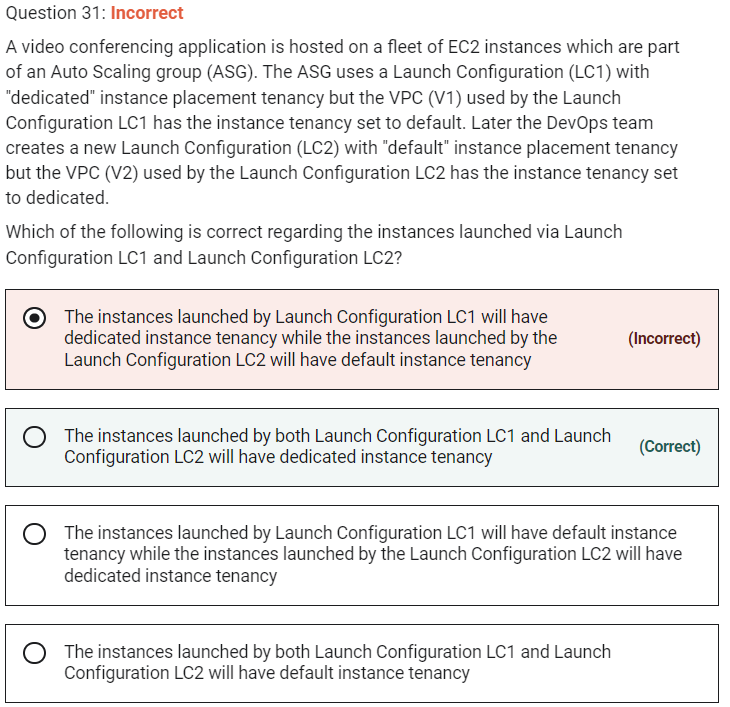 Question 31: Incorrect
A video conferencing application is hosted on a fleet of EC2 instances which are part
of an Auto Scaling group (ASG). The ASG uses a Launch Configuration (LC1) with
"dedicated" instance placement tenancy but the VPC (V1) used by the Launch
Configuration LC1 has the instance tenancy set to default. Later the DevOps team
creates a new Launch Configuration (LC2) with "default" instance placement tenancy
but the VPC (V2) used by the Launch Configuration LC2 has the instance tenancy set
to dedicated.
Which of the following is correct regarding the instances launched via Launch
Configuration LC1 and Launch Configuration LC2?
The instances launched by Launch Configuration LC1 will have
dedicated instance tenancy while the instances launched by the
Launch Configuration LC2 will have default instance tenancy
(Incorrect)
The instances launched by both Launch Configuration LC1 and Launch
Configuration LC2 will have dedicated instance tenancy
(Correct)
The instances launched by Launch Configuration LC1 will have default instance
tenancy while the instances launched by the Launch Configuration LC2 will have
dedicated instance tenancy
The instances launched by both Launch Configuration LC1 and Launch
Configuration LC2 will have default instance tenancy